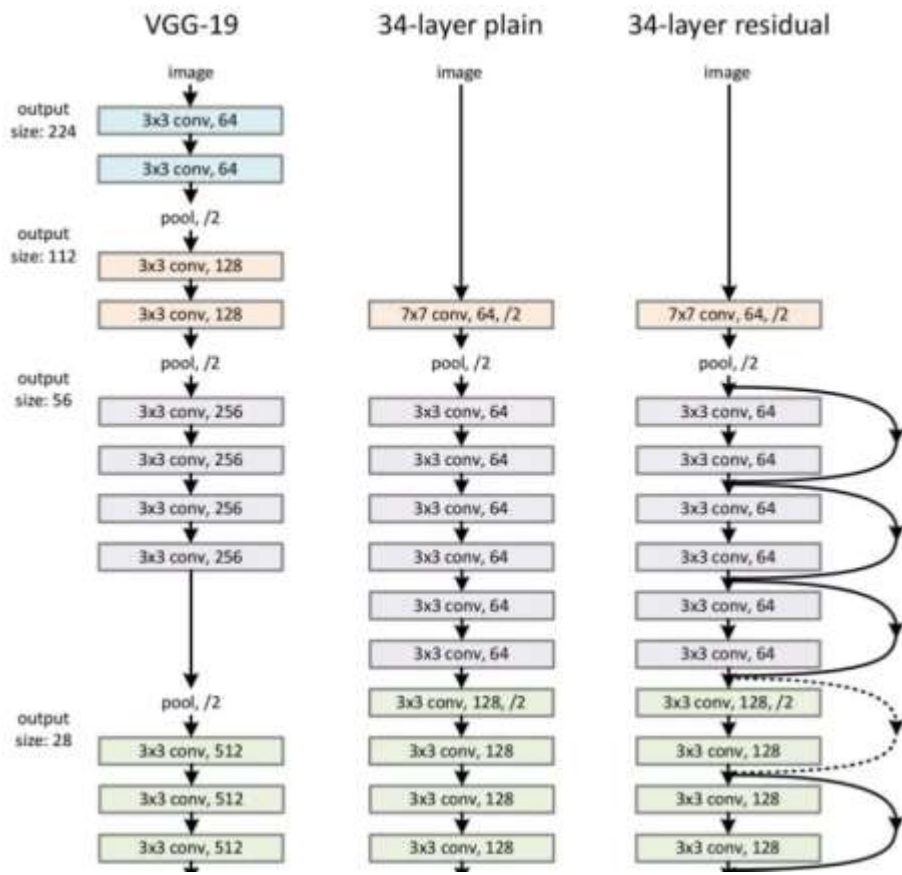 VGG-19
34-layer plain
34-layer residual
image
image
image
output
size: 224
3x3 conv, 64
3x3 conv, 64
pool, /2
output
size: 112
3x3 conv, 128
3x3 conv, 128
7x7 conv, 64, /2
7x7 conv, 64, /2
pool, /2
pool, /2
pool, /2
output
size: 56
3x3 conv, 256
3x3 conv, 64
3x3 conv, 64
3x3 conv, 256
3x3 conv, 64
3x3 conv, 64
3x3 conv, 256
3x3 conv, 64
3x3 conv, 64
3x3 conv, 256
3x3 conv, 64
3x3 conv, 64
3x3 conv, 64
3x3 conv, 64
3x3 conv, 64
3x3 conv, 64
pool, /2
3x3 conv, 128, /2
3x3 conv, 128, /2
output
size: 28
3x3 conv, 512
3x3 conv, 128
3x3 conv, 128
3x3 conv, 512
3x3 conv, 128
3x3 conv, 128
3x3 conv, 512
3x3 conv, 128
3x3 conv, 128